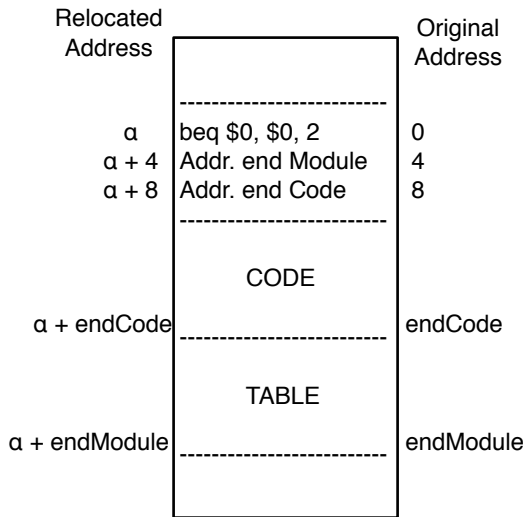 Relocated
Address
Original
Address
α beq $0, $0, 2 0
α + 4 Addr. end Module 4
α + 8 Addr. end Code 8
CODE
α + endCode endCode
TABLE
α + endModule endModule